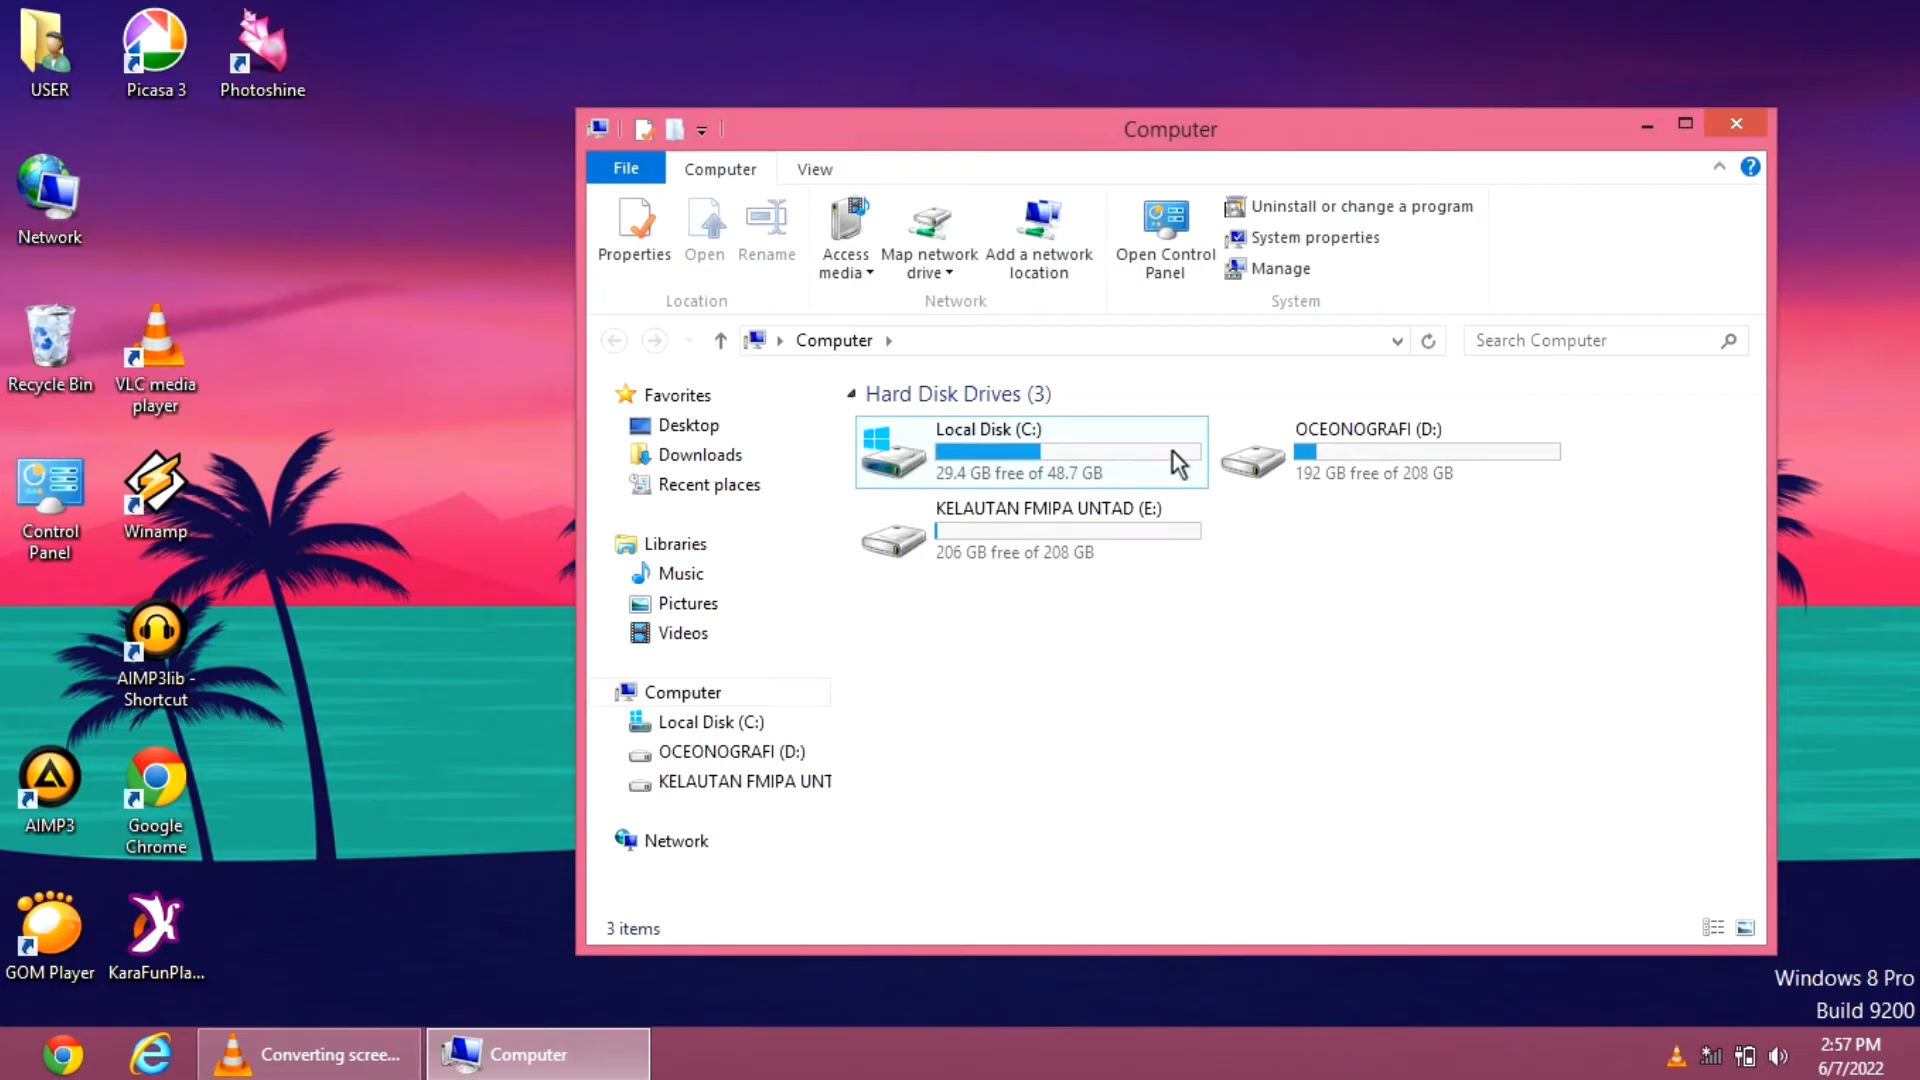 USER
Picasa 3
Photoshine
Network
Recycle Bin
VLC media
player
Control
Panel
Winamp
AIMP3lib -
Shortcut
AIMP3
Google
Chrome
GOM Player
KaraFunPla...
Computer
File
Computer
View
Properties
Open
Rename
Access
media
Map network
drive
Add a network
location
Open Control
Panel
Uninstall or change a program
System properties
Manage
Location
Network
System
Computer
Search Computer
Favorites
Desktop
Downloads
Recent places
Libraries
Music
Pictures
Videos
Computer
Local Disk (C:)
OCEONOGRAFI (D:)
KELAUTAN FMIPA UNT
Network
Hard Disk Drives (3)
Local Disk (C:)
29.4 GB free of 48.7 GB
OCEONOGRAFI (D:)
192 GB free of 208 GB
KELAUTAN FMIPA UNTAD (E:)
206 GB free of 208 GB
3 items
Windows 8 Pro
Build 9200
Converting scree...
Computer
2:57 PM
6/7/2022